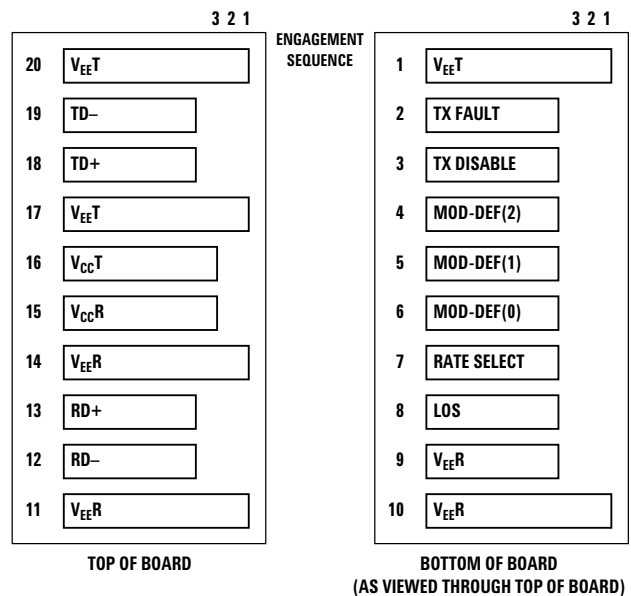 3 2 1
ENGAGEMENT
SEQUENCE
3 2 1
20 VEET
19 TD–
18 TD+
17 VEET
16 VCCT
15 VCCR
14 VEER
13 RD+
12 RD–
11 VEER
TOP OF BOARD
1 VEET
2 TX FAULT
3 TX DISABLE
4 MOD-DEF(2)
5 MOD-DEF(1)
6 MOD-DEF(0)
7 RATE SELECT
8 LOS
9 VEER
10 VEER
BOTTOM OF BOARD
(AS VIEWED THROUGH TOP OF BOARD)